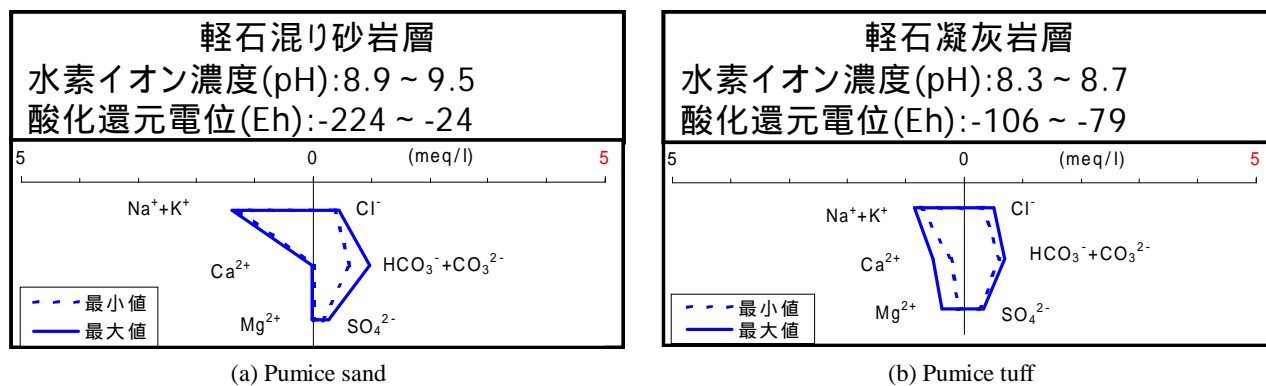 軽石混り砂岩層
水素イオン濃度(pH):8.9 ~ 9.5
酸化還元電位(Eh):-224 ~ -24
5 0 (meq/l) 5
Na⁺+K⁺ Cl⁻
Ca²⁺ HCO₃⁻+CO₃²⁻
Mg²⁺ SO₄²⁻
最小値
最大値
(a) Pumice sand
軽石凝灰岩層
水素イオン濃度(pH):8.3 ~ 8.7
酸化還元電位(Eh):-106 ~ -79
5 0 (meq/l) 5
Na⁺+K⁺ Cl⁻
Ca²⁺ HCO₃⁻+CO₃²⁻
Mg²⁺ SO₄²⁻
最小値
最大値
(b) Pumice tuff